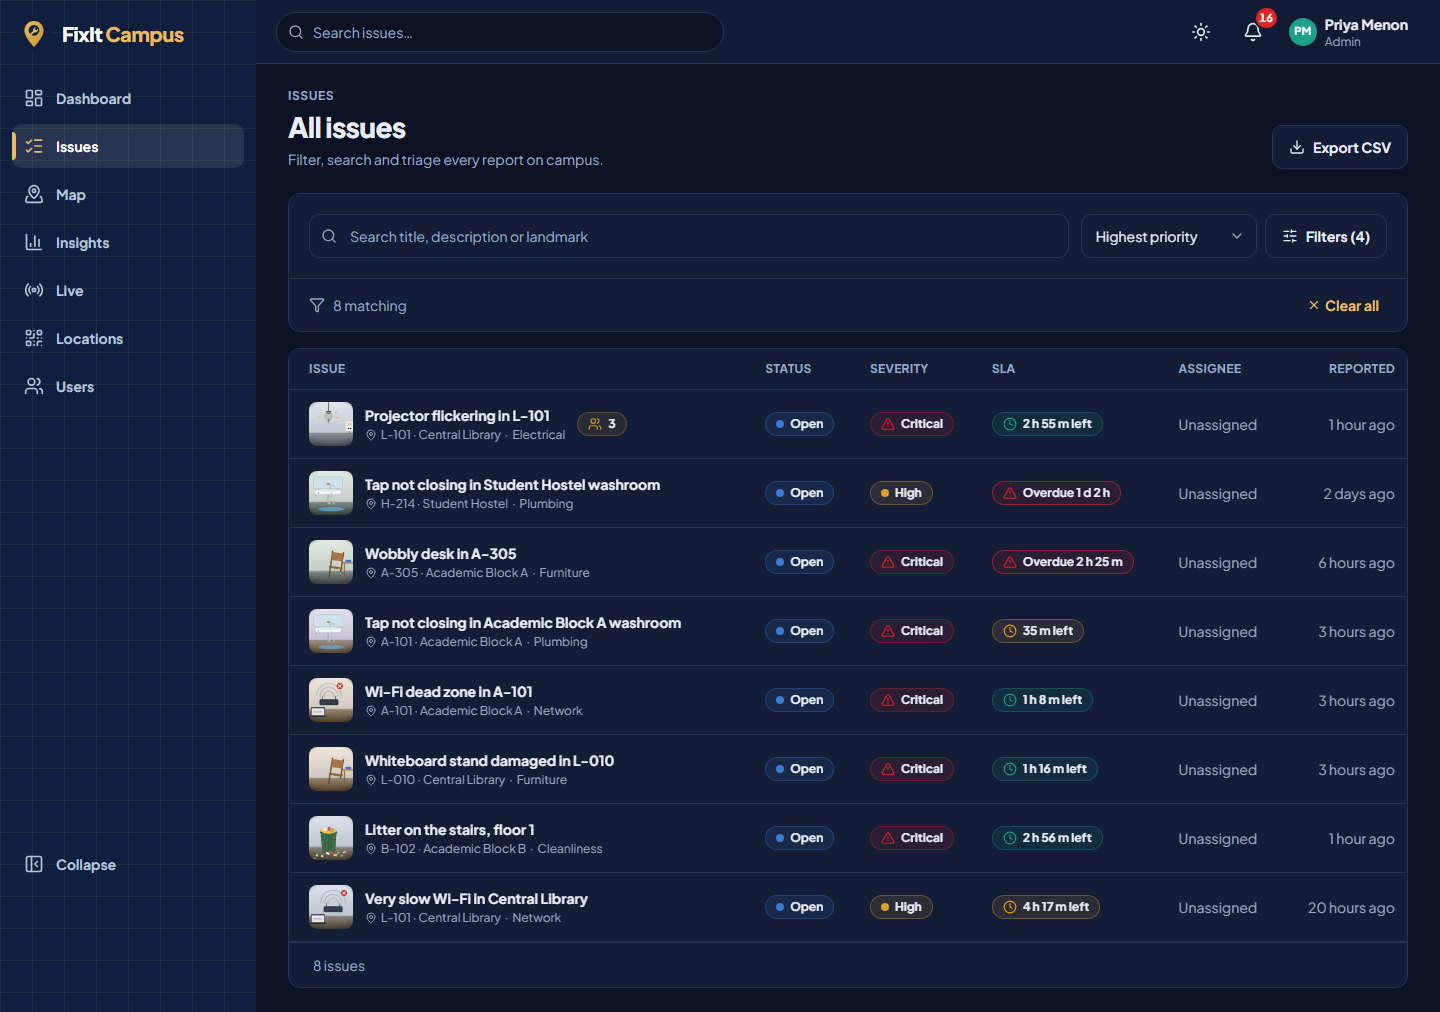 FixIt Campus
Search issues...
16
PM
Priya Menon
Admin
Dashboard
Issues
Map
Insights
Live
Locations
Users
Collapse
ISSUES
All issues
Filter, search and triage every report on campus.
Export CSV
Search title, description or landmark
Highest priority
Filters (4)
8 matching
Clear all
ISSUE STATUS SEVERITY SLA ASSIGNEE REPORTED
Projector flickering in L-101 3 Open Critical 2 h 55 m left Unassigned 1 hour ago
L-101 · Central Library · Electrical
Tap not closing in Student Hostel washroom Open High Overdue 1 d 2 h Unassigned 2 days ago
H-214 · Student Hostel · Plumbing
Wobbly desk in A-305 Open Critical Overdue 2 h 25 m Unassigned 6 hours ago
A-305 · Academic Block A · Furniture
Tap not closing in Academic Block A washroom Open Critical 35 m left Unassigned 3 hours ago
A-101 · Academic Block A · Plumbing
Wi-Fi dead zone in A-101 Open Critical 1 h 8 m left Unassigned 3 hours ago
A-101 · Academic Block A · Network
Whiteboard stand damaged in L-010 Open Critical 1 h 16 m left Unassigned 3 hours ago
L-010 · Central Library · Furniture
Litter on the stairs, floor 1 Open Critical 2 h 56 m left Unassigned 1 hour ago
B-102 · Academic Block B · Cleanliness
Very slow Wi-Fi in Central Library Open High 4 h 17 m left Unassigned 20 hours ago
L-101 · Central Library · Network
8 issues